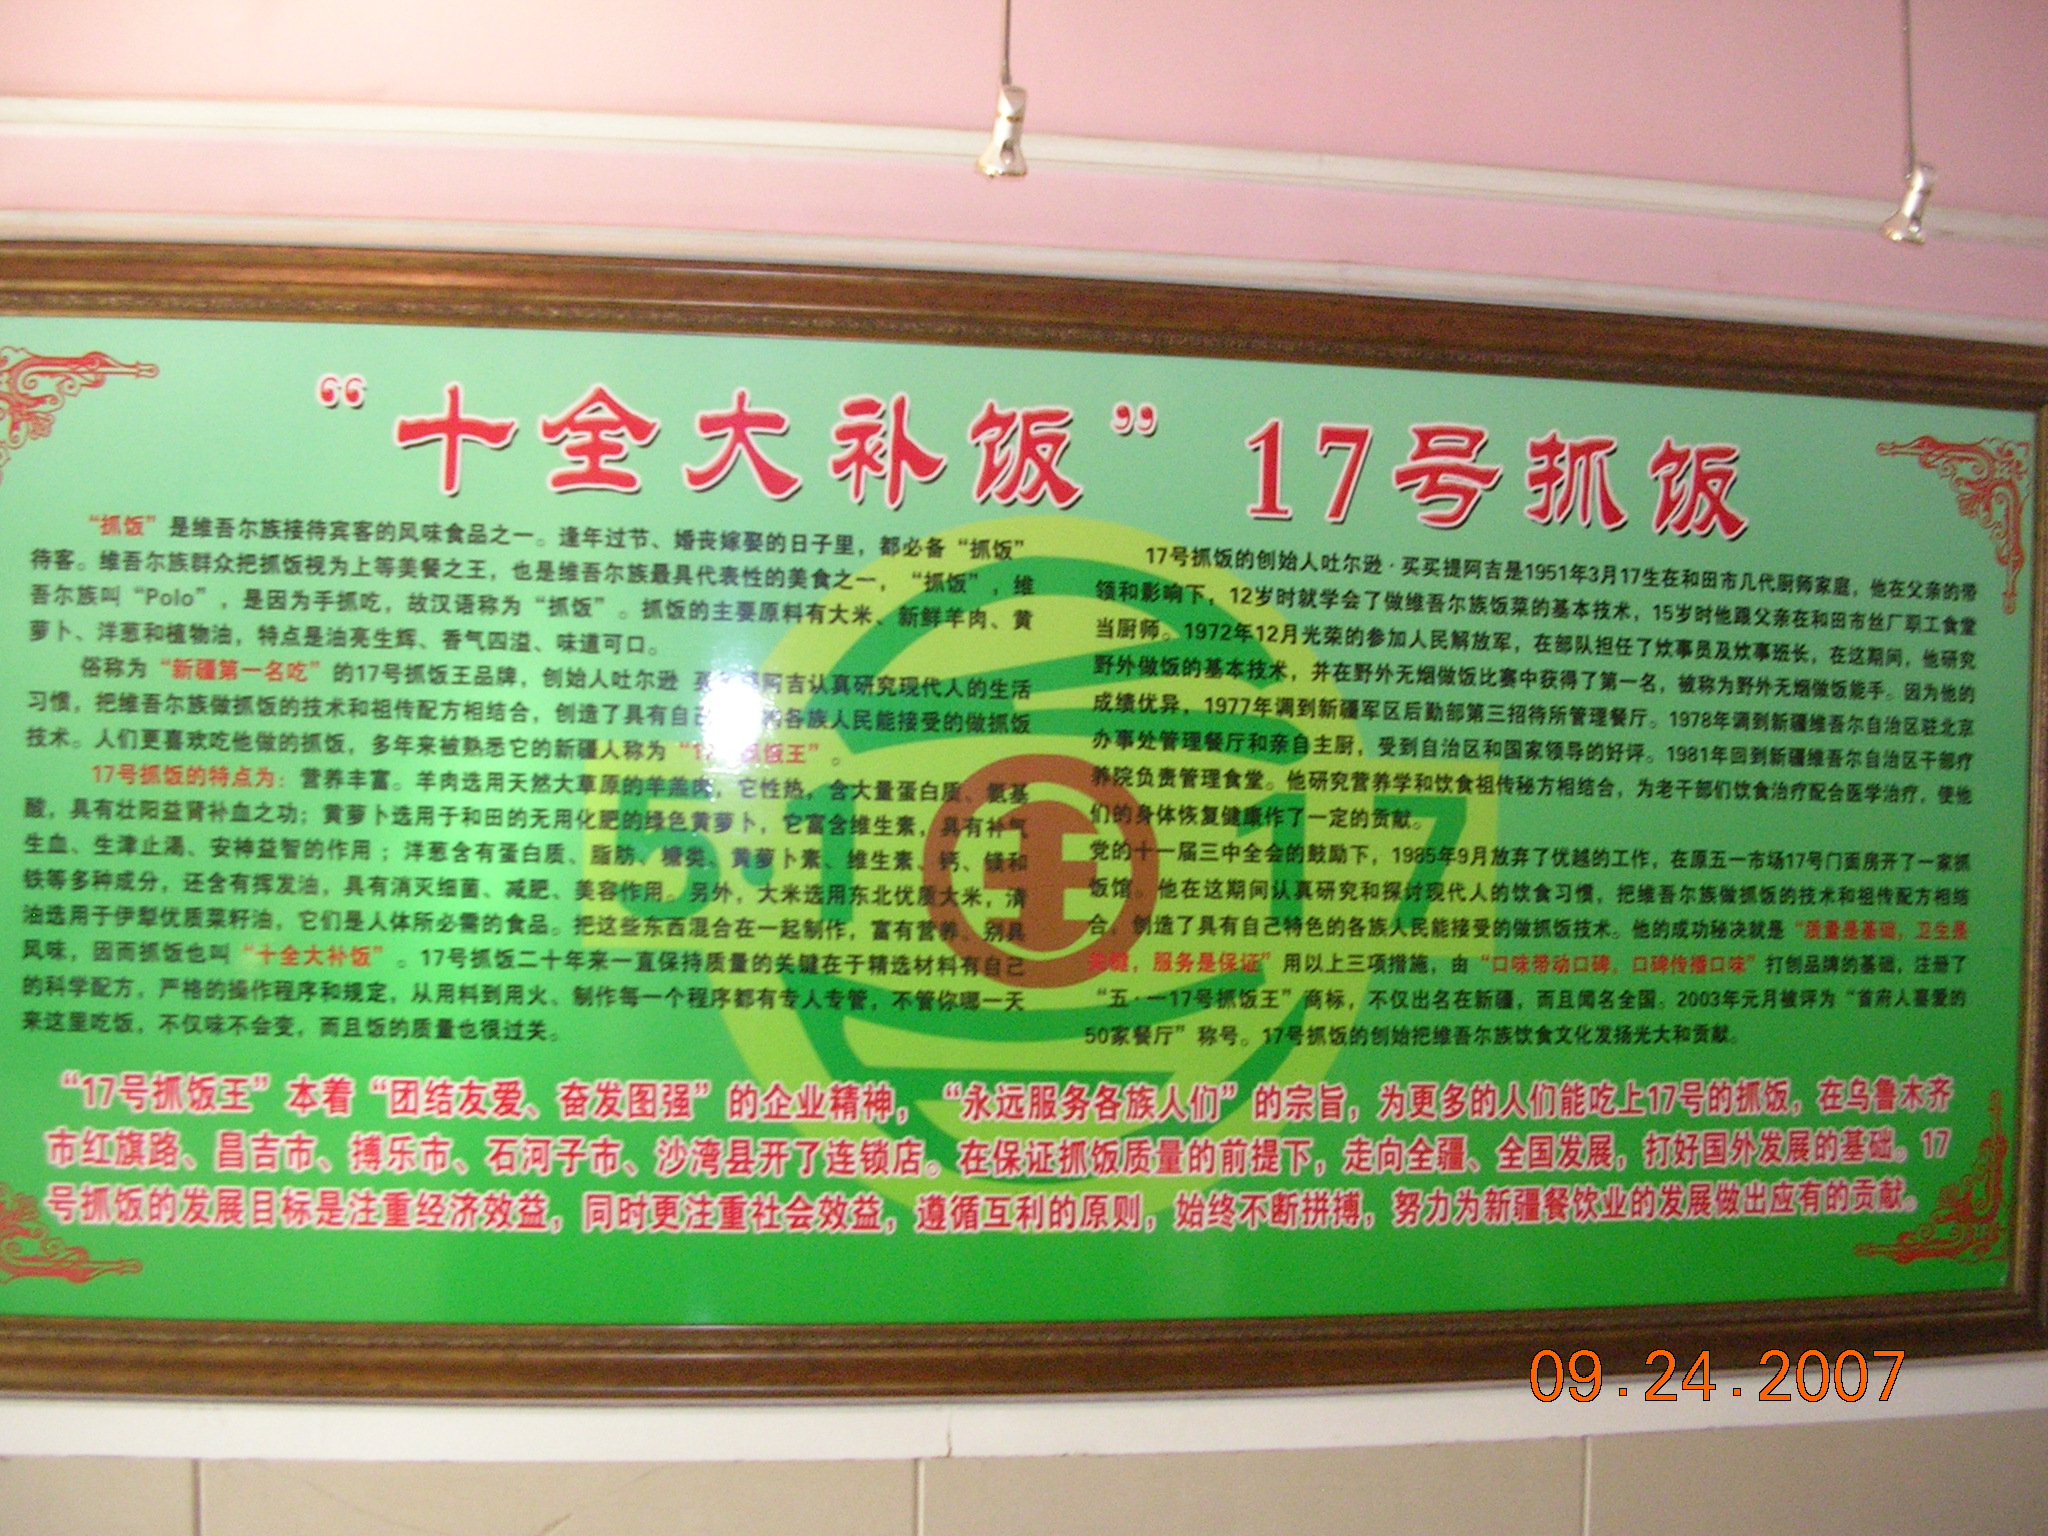 “十全大补饭”17号抓饭
“抓饭”是维吾尔族接待宾客的风味食品之一。逢年过节、婚丧嫁娶的日子里，都必备“抓饭”
待客。维吾尔族群众把抓饭视为上等美餐之王，也是维吾尔族最具代表性的美食之一，“抓饭”，维
吾尔族叫“Polo”，是因为手抓吃，故汉语称为“抓饭”。抓饭的主要原料有大米、新鲜羊肉、黄
萝卜、洋葱和植物油，特点是油亮生辉、香气四溢、味道可口。
俗称为“新疆第一名吃”的17号抓饭王品牌，创始人吐尔逊 阿吉认真研究现代人的生活
习惯，把维吾尔族做抓饭的技术和祖传配方相结合，创造了具有自己 各族人民能接受的做抓饭
技术。人们更喜欢吃他做的抓饭，多年来被熟悉它的新疆人称为“ 抓饭王”。
17号抓饭的特点为：营养丰富。羊肉选用天然大草原的羊羔肉，它性热，含大量蛋白质、氨基
酸，具有壮阳益肾补血之功；黄萝卜选用于和田的无用化肥的绿色黄萝卜，它富含维生素，具有补气
生血、生津止渴、安神益智的作用；洋葱含有蛋白质、脂肪、糖类、黄萝卜素、维生素、钙、镁和
铁等多种成分，还含有挥发油，具有消灭细菌、减肥、美容作用。另外，大米选用东北优质大米，清
油选用于伊犁优质菜籽油，它们是人体所必需的食品。把这些东西混合在一起制作，富有营养、别具
风味，因而抓饭也叫“十全大补饭”。17号抓饭二十年来一直保持质量的关键在于精选材料有自己
的科学配方，严格的操作程序和规定，从用料到用火、制作每一个程序都有专人专管，不管你哪一天
来这里吃饭，不仅味不会变，而且饭的质量也很过关。
17号抓饭的创始人吐尔逊·买买提阿吉是1951年3月17生在和田市几代厨师家庭，他在父亲的带
领和影响下，12岁时就学会了做维吾尔族饭菜的基本技术，15岁时他跟父亲在和田市丝厂职工食堂
当厨师。1972年12月光荣的参加人民解放军，在部队担任了炊事员及炊事班长，在这期间，他研究
野外做饭的基本技术，并在野外无烟做饭比赛中获得了第一名，被称为野外无烟做饭能手。因为他的
成绩优异，1977年调到新疆军区后勤部第三招待所管理餐厅。1978年调到新疆维吾尔自治区驻北京
办事处管理餐厅和亲自主厨，受到自治区和国家领导的好评。1981年回到新疆维吾尔自治区干部疗
养院负责管理食堂。他研究营养学和饮食祖传秘方相结合，为老干部们饮食治疗配合医学治疗，使他
们的身体恢复健康作了一定的贡献。
党的十一届三中全会的鼓励下，1985年9月放弃了优越的工作，在原五一市场17号门面房开了一家抓
饭馆。他在这期间认真研究和探讨现代人的饮食习惯，把维吾尔族做抓饭的技术和祖传配方相结
合，创造了具有自己特色的各族人民能接受的做抓饭技术。他的成功秘决就是“质量是基础，卫生是
关键，服务是保证”用以上三项措施，由“口味带动口碑，口碑传播口味”打创品牌的基础，注册了
“五·一17号抓饭王”商标，不仅出名在新疆，而且闻名全国。2003年元月被评为“首府人喜爱的
50家餐厅”称号。17号抓饭的创始把维吾尔族饮食文化发扬光大和贡献。
51 王 17
“17号抓饭王”本着“团结友爱、奋发图强”的企业精神，“永远服务各族人们”的宗旨，为更多的人们能吃上17号的抓饭，在乌鲁木齐
市红旗路、昌吉市、搏乐市、石河子市、沙湾县开了连锁店。在保证抓饭质量的前提下，走向全疆、全国发展，打好国外发展的基础。17
号抓饭的发展目标是注重经济效益，同时更注重社会效益，遵循互利的原则，始终不断拼搏，努力为新疆餐饮业的发展做出应有的贡献。
09.24.2007